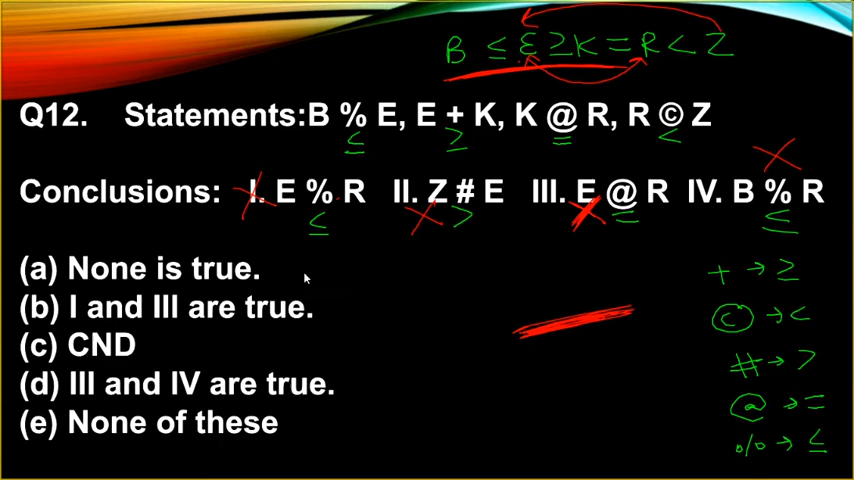 B ≤ E ≥ K = R < Z
Q12. Statements:B % E, E + K, K @ R, R © Z
≤ ≥ = <
Conclusions: I. E % R II. Z # E III. E @ R IV. B % R
≤ > = ≤
(a) None is true.
(b) I and III are true.
(c) CND
(d) III and IV are true.
(e) None of these
+ → ≥
© → <
# → >
@ → =
% → ≤